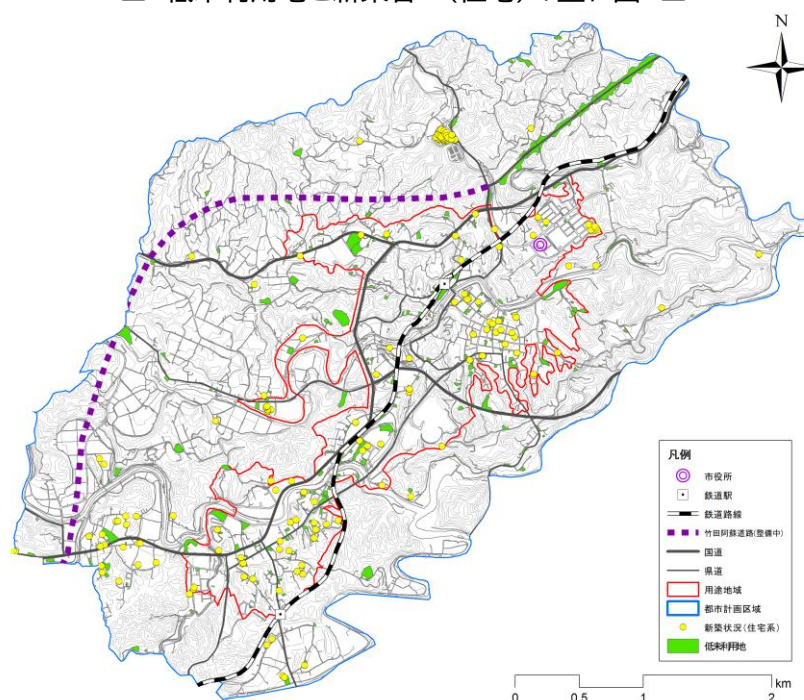 N
凡例
市役所
鉄道駅
鉄道路線
竹田阿蘇道路(整備中)
国道
県道
用途地域
都市計画区域
新築状況(住宅系)
低未利用地
km
0 0.5 1 2